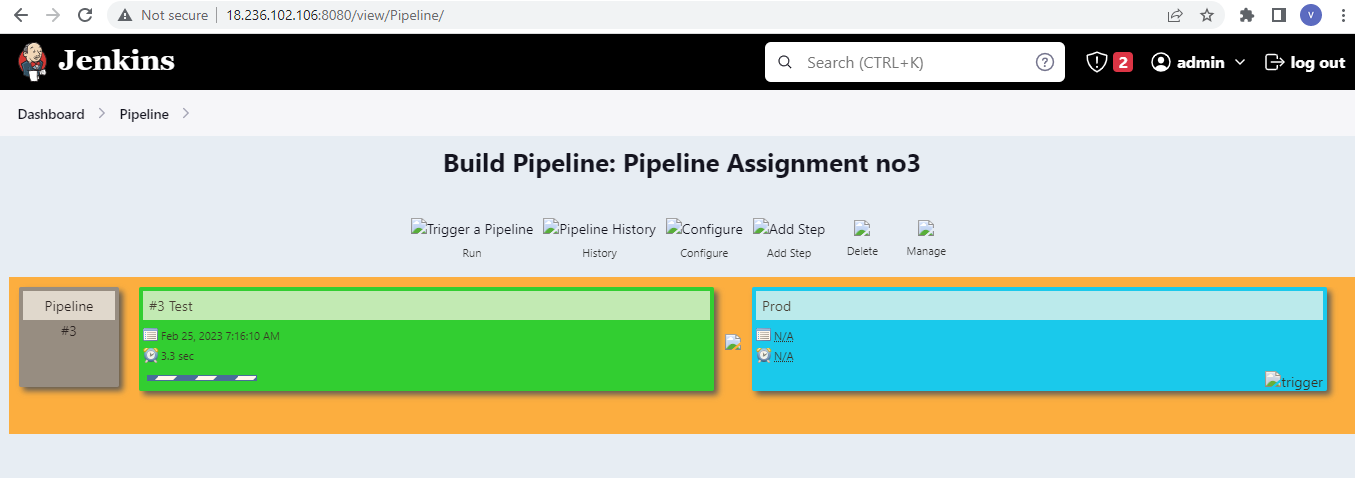 Not secure 18.236.102.106:8080/view/Pipeline/ V
Jenkins Search (CTRL+K) ? 2 admin log out
Dashboard Pipeline
Build Pipeline: Pipeline Assignment no3
Trigger a Pipeline Pipeline History Configure Add Step
Run History Configure Add Step Delete Manage
Pipeline
#3
#3 Test
Feb 25, 2023 7:16:10 AM
3.3 sec
Prod
N/A
N/A
trigger